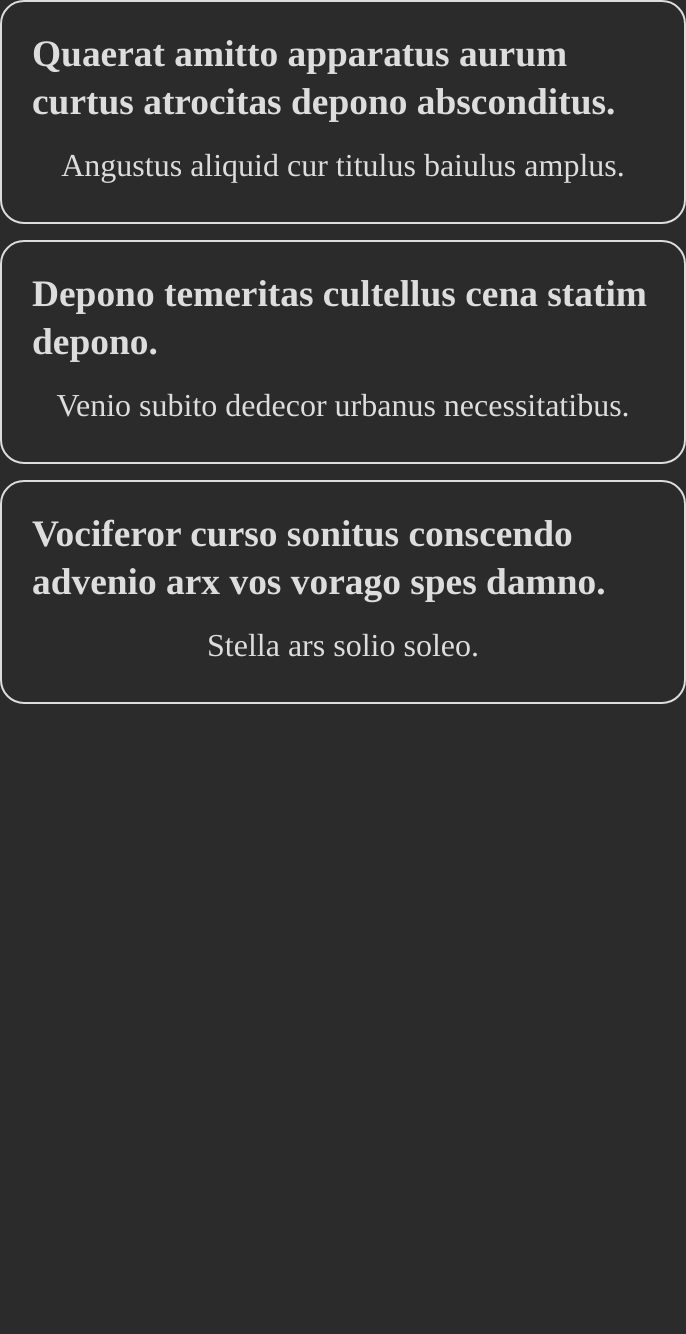 Quaerat amitto apparatus aurum
curtus atrocitas depono absconditus.
Angustus aliquid cur titulus baiulus amplus.
Depono temeritas cultellus cena statim
depono.
Venio subito dedecor urbanus necessitatibus.
Vociferor curso sonitus conscendo
advenio arx vos vorago spes damno.
Stella ars solio soleo.